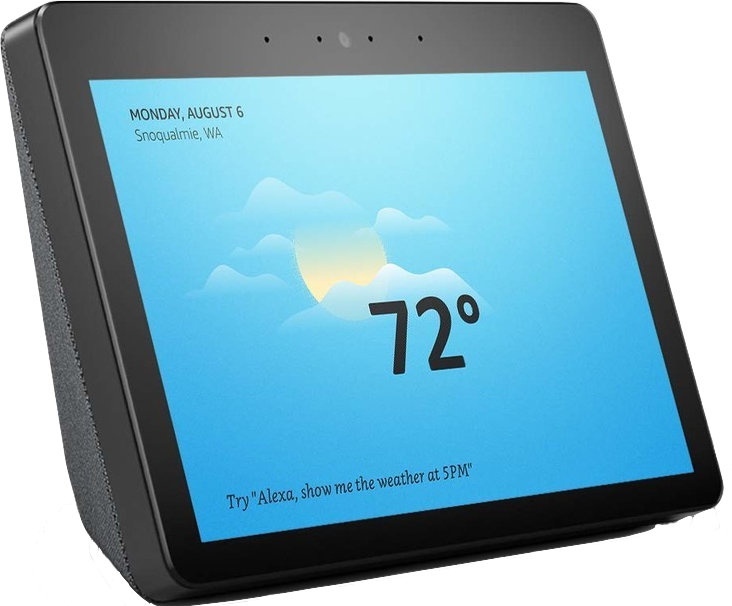 MONDAY, AUGUST 6
Snoqualmie, WA
72°
Try "Alexa, show me the weather at 5PM"